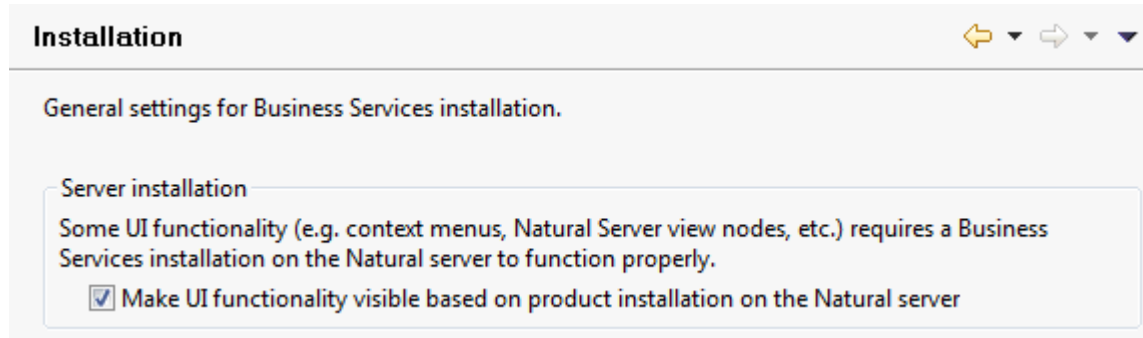 Installation
General settings for Business Services installation.
Server installation
Some UI functionality (e.g. context menus, Natural Server view nodes, etc.) requires a Business
Services installation on the Natural server to function properly.
Make UI functionality visible based on product installation on the Natural server